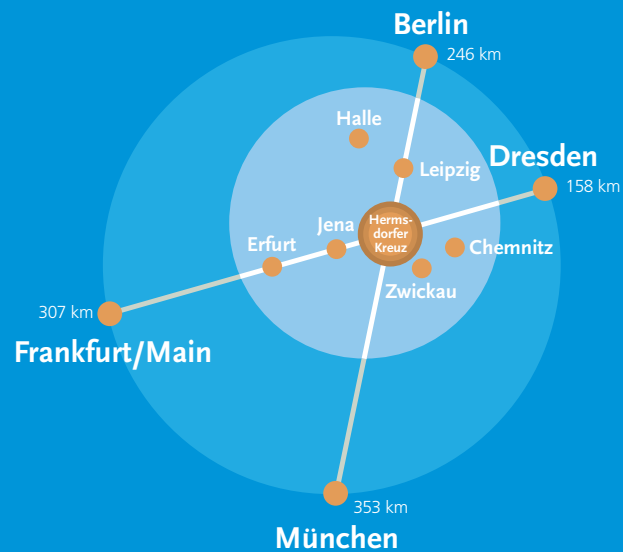 Berlin
246 km
Halle
Dresden
Leipzig
158 km
Jena
Herms-
dorfer
Kreuz
Erfurt
Chemnitz
Zwickau
307 km
Frankfurt/Main
353 km
München